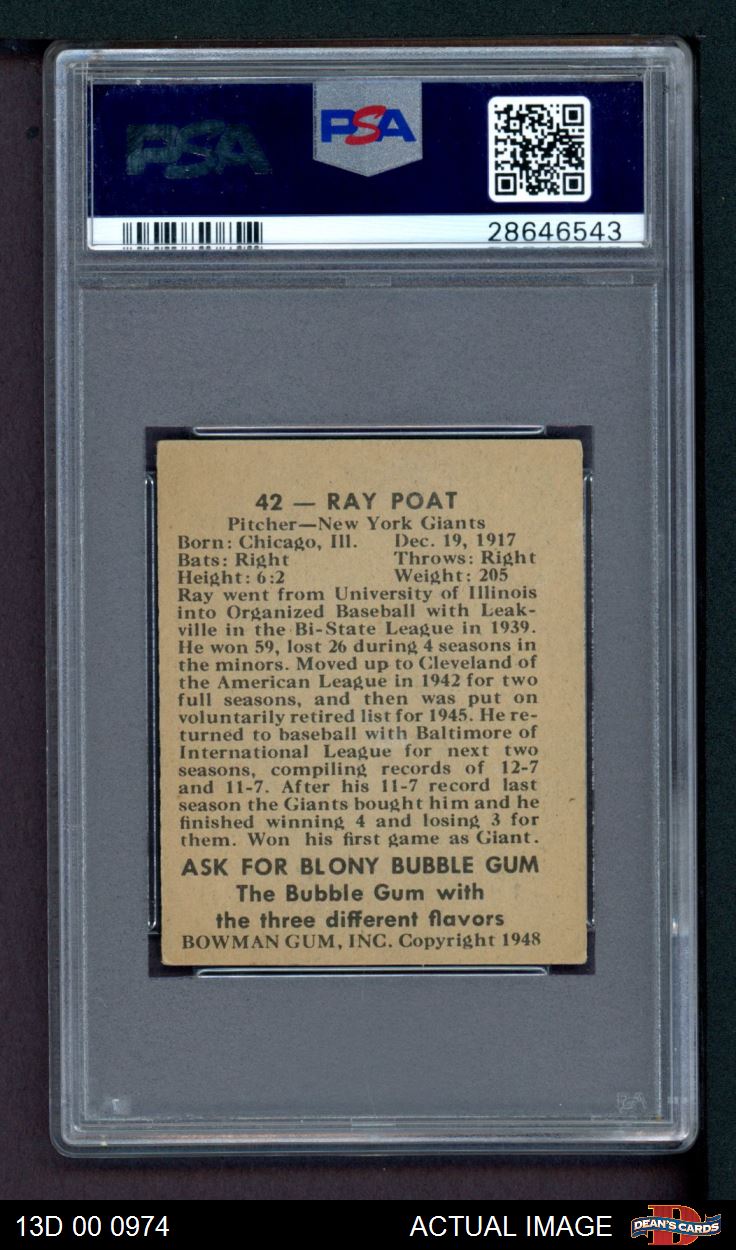 PSA
PSA
28646543
42 — RAY POAT
Pitcher—New York Giants
Born: Chicago, Ill. Dec. 19, 1917
Bats: Right Throws: Right
Height: 6:2 Weight: 205
Ray went from University of Illinois
into Organized Baseball with Leak-
ville in the Bi-State League in 1939.
He won 59, lost 26 during 4 seasons in
the minors. Moved up to Cleveland of
the American League in 1942 for two
full seasons, and then was put on
voluntarily retired list for 1945. He re-
turned to baseball with Baltimore of
International League for next two
seasons, compiling records of 12-7
and 11-7. After his 11-7 record last
season the Giants bought him and he
finished winning 4 and losing 3 for
them. Won his first game as Giant.
ASK FOR BLONY BUBBLE GUM
The Bubble Gum with
the three different flavors
BOWMAN GUM, INC. Copyright 1948
PSA
13D 00 0974 ACTUAL IMAGE DEAN'S CARDS